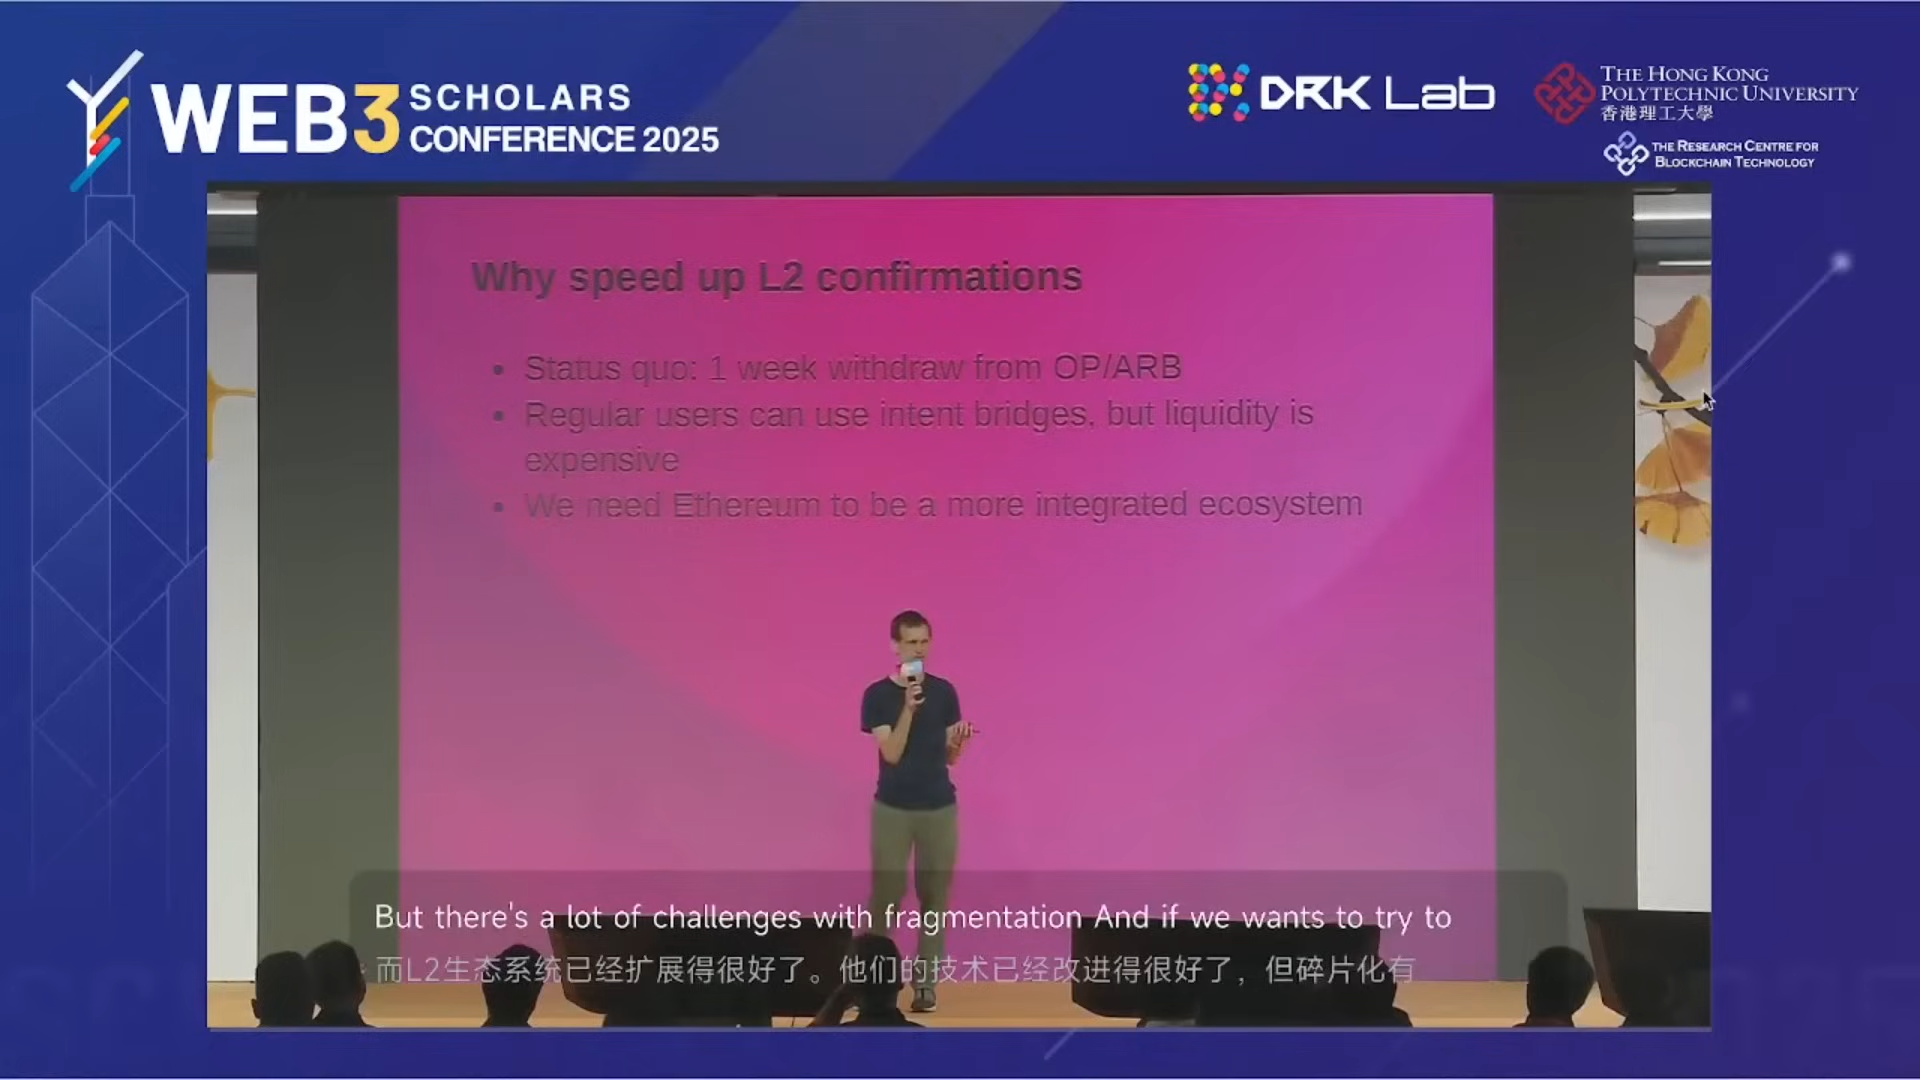 WEB3 SCHOLARS
CONFERENCE 2025
DRK Lab
THE HONG KONG
POLYTECHNIC UNIVERSITY
香港理工大學
THE RESEARCH CENTRE FOR
BLOCKCHAIN TECHNOLOGY
Why speed up L2 confirmations
• Status quo: 1 week withdraw from OP/ARB
• Regular users can use intent bridges, but liquidity is
expensive
• We need Ethereum to be a more integrated ecosystem
But there's a lot of challenges with fragmentation And if we wants to try to
而L2生态系统已经扩展得很好了。他们的技术已经改进得很好了，但碎片化有